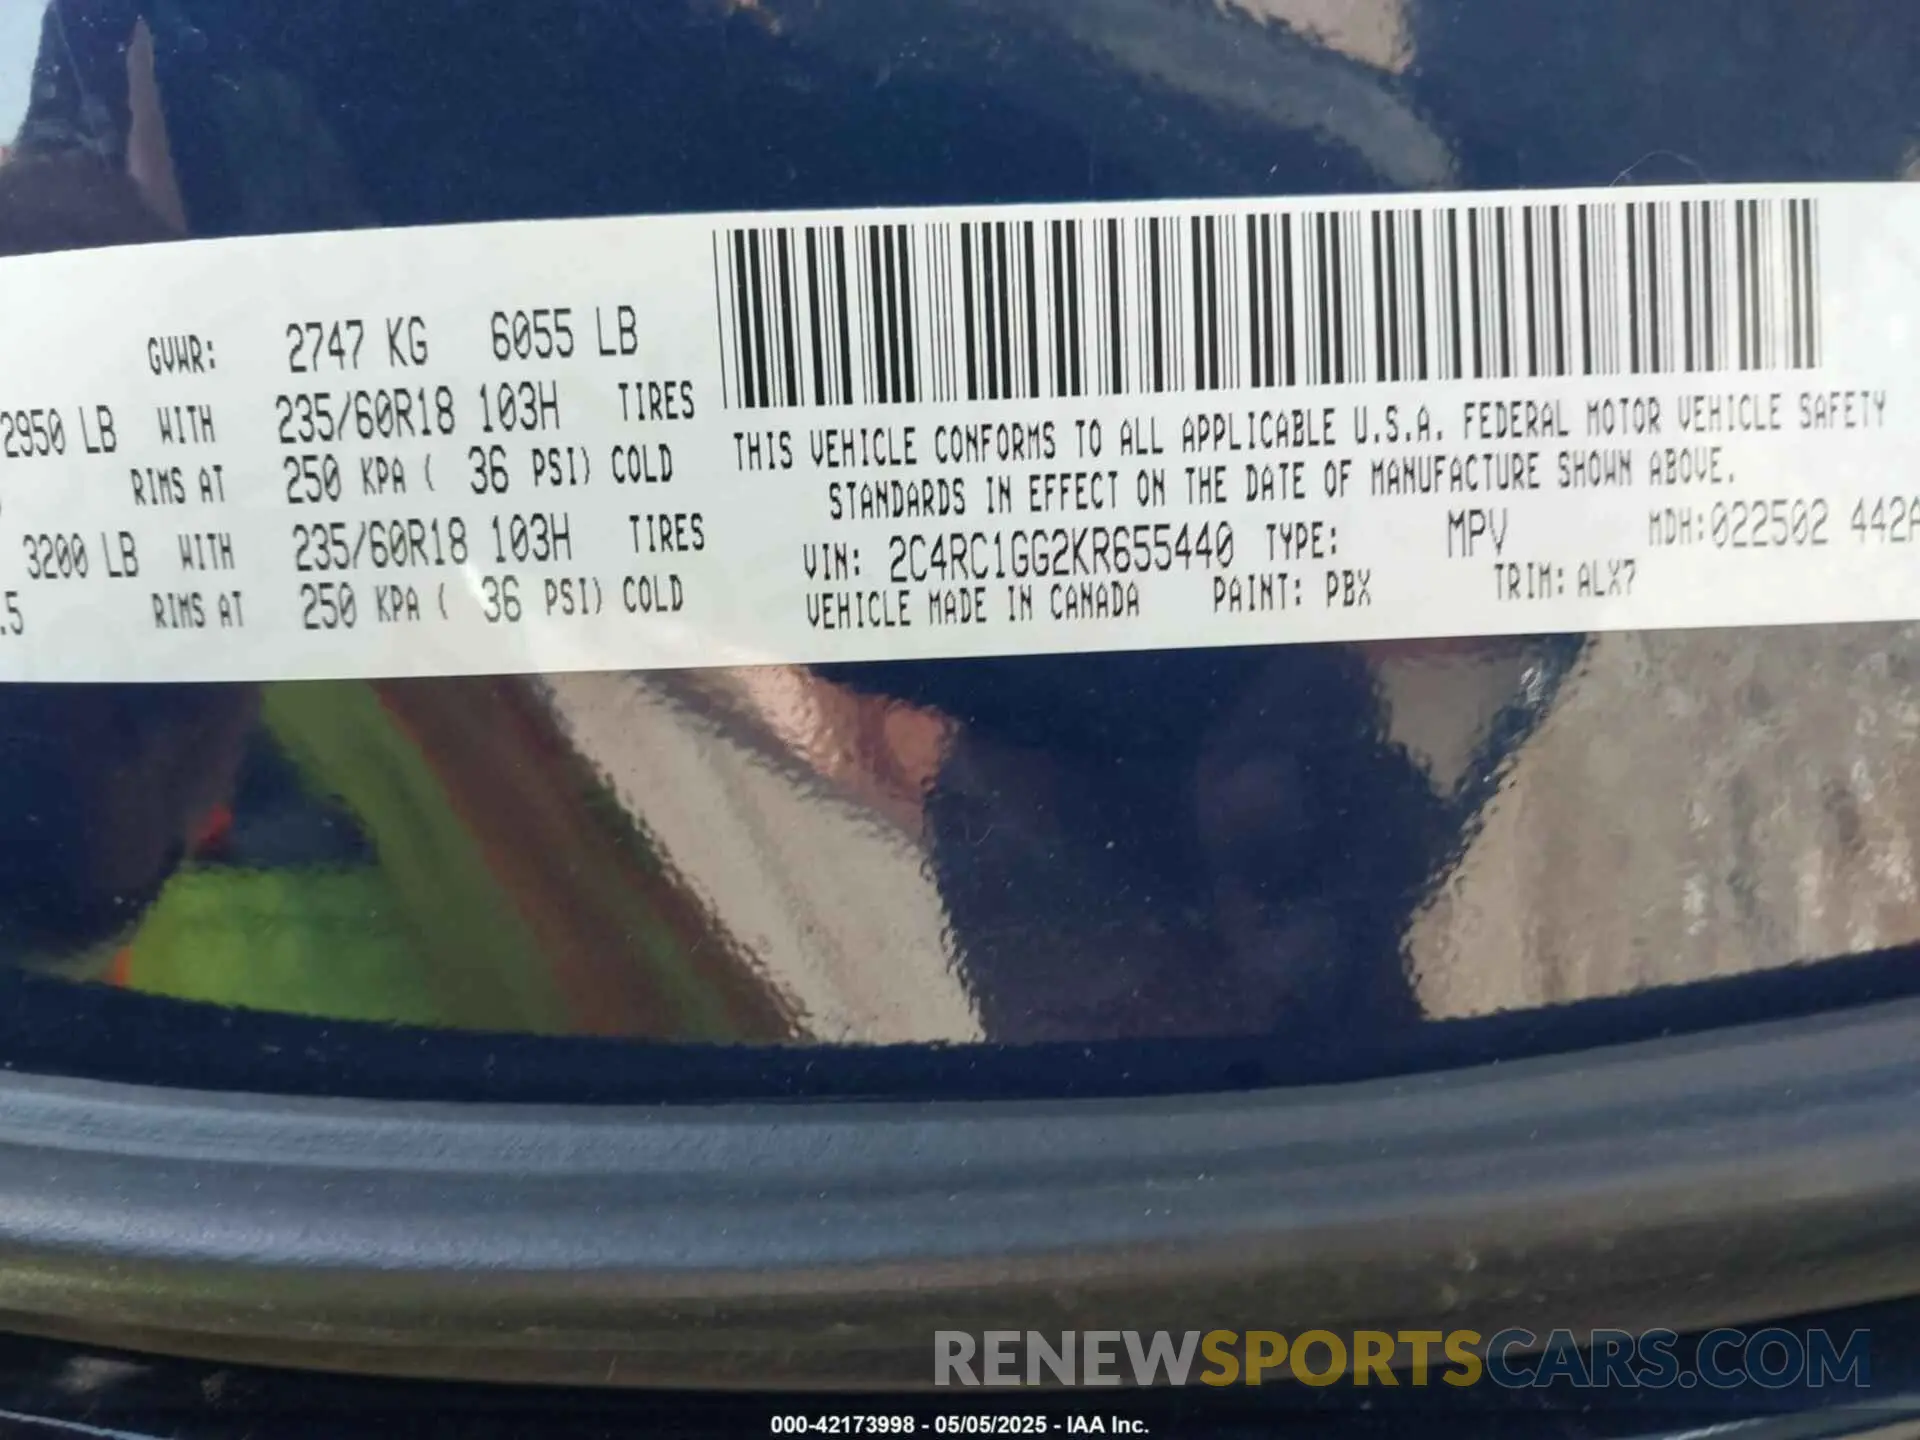 GVWR: 2747 KG 6055 LB
2950 LB WITH 235/60R18 103H TIRES
RIMS AT 250 KPA ( 36 PSI) COLD
3200 LB WITH 235/60R18 103H TIRES
.5 RIMS AT 250 KPA ( 36 PSI) COLD
THIS VEHICLE CONFORMS TO ALL APPLICABLE U.S.A. FEDERAL MOTOR VEHICLE SAFETY
STANDARDS IN EFFECT ON THE DATE OF MANUFACTURE SHOWN ABOVE.
VIN: 2C4RC1GG2KR655440 TYPE: MPV MDH:022502 442A
VEHICLE MADE IN CANADA PAINT: PBX TRIM: ALX7
RENEWSPORTSCARS.COM
000-42173998 - 05/05/2025 - IAA Inc.